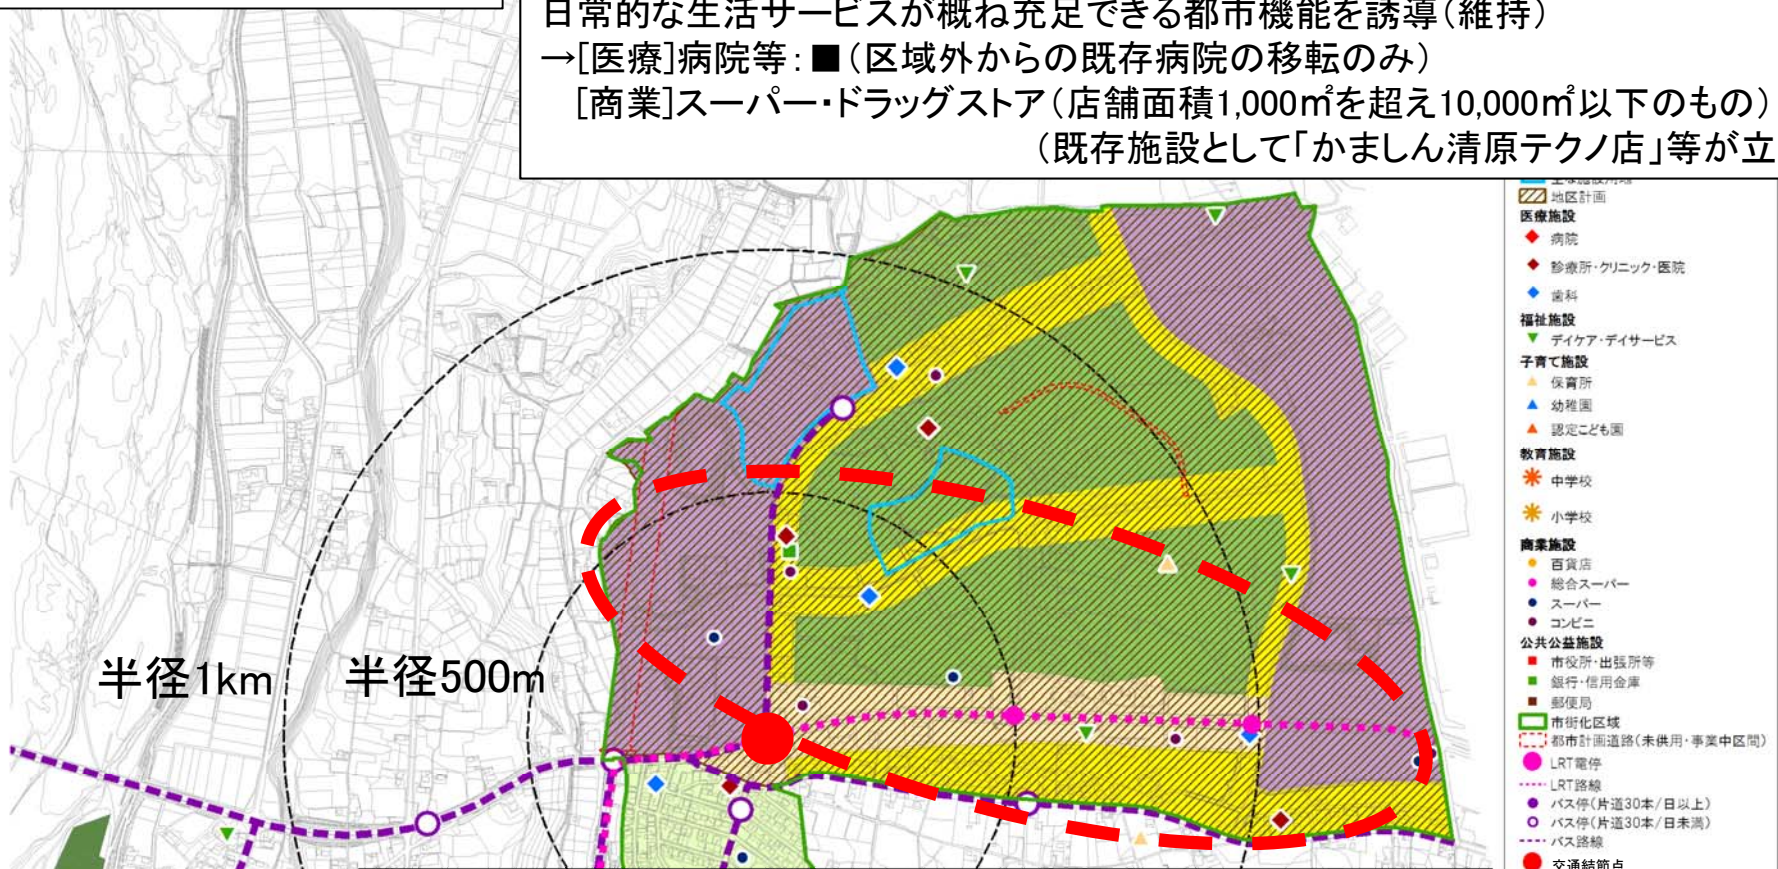 日常的な生活サービスが概ね充足できる都市機能を誘導(維持)
→[医療]病院等:■(区域外からの既存病院の移転のみ)
[商業]スーパー・ドラッグストア(店舗面積1,000㎡を超え10,000㎡以下のもの)
(既存施設として「かましん清原テクノ店」等が立
地区計画
医療施設
病院
診療所・クリニック・医院
歯科
福祉施設
デイケア・デイサービス
子育て施設
保育所
幼稚園
認定こども園
教育施設
中学校
小学校
商業施設
百貨店
総合スーパー
スーパー
コンビニ
公共公益施設
市役所・出張所等
銀行・信用金庫
郵便局
市街化区域
都市計画道路(未供用・事業中区間)
LRT電停
LRT路線
バス停(片道30本/日以上)
バス停(片道30本/日未満)
バス路線
交通結節点
半径1km
半径500m